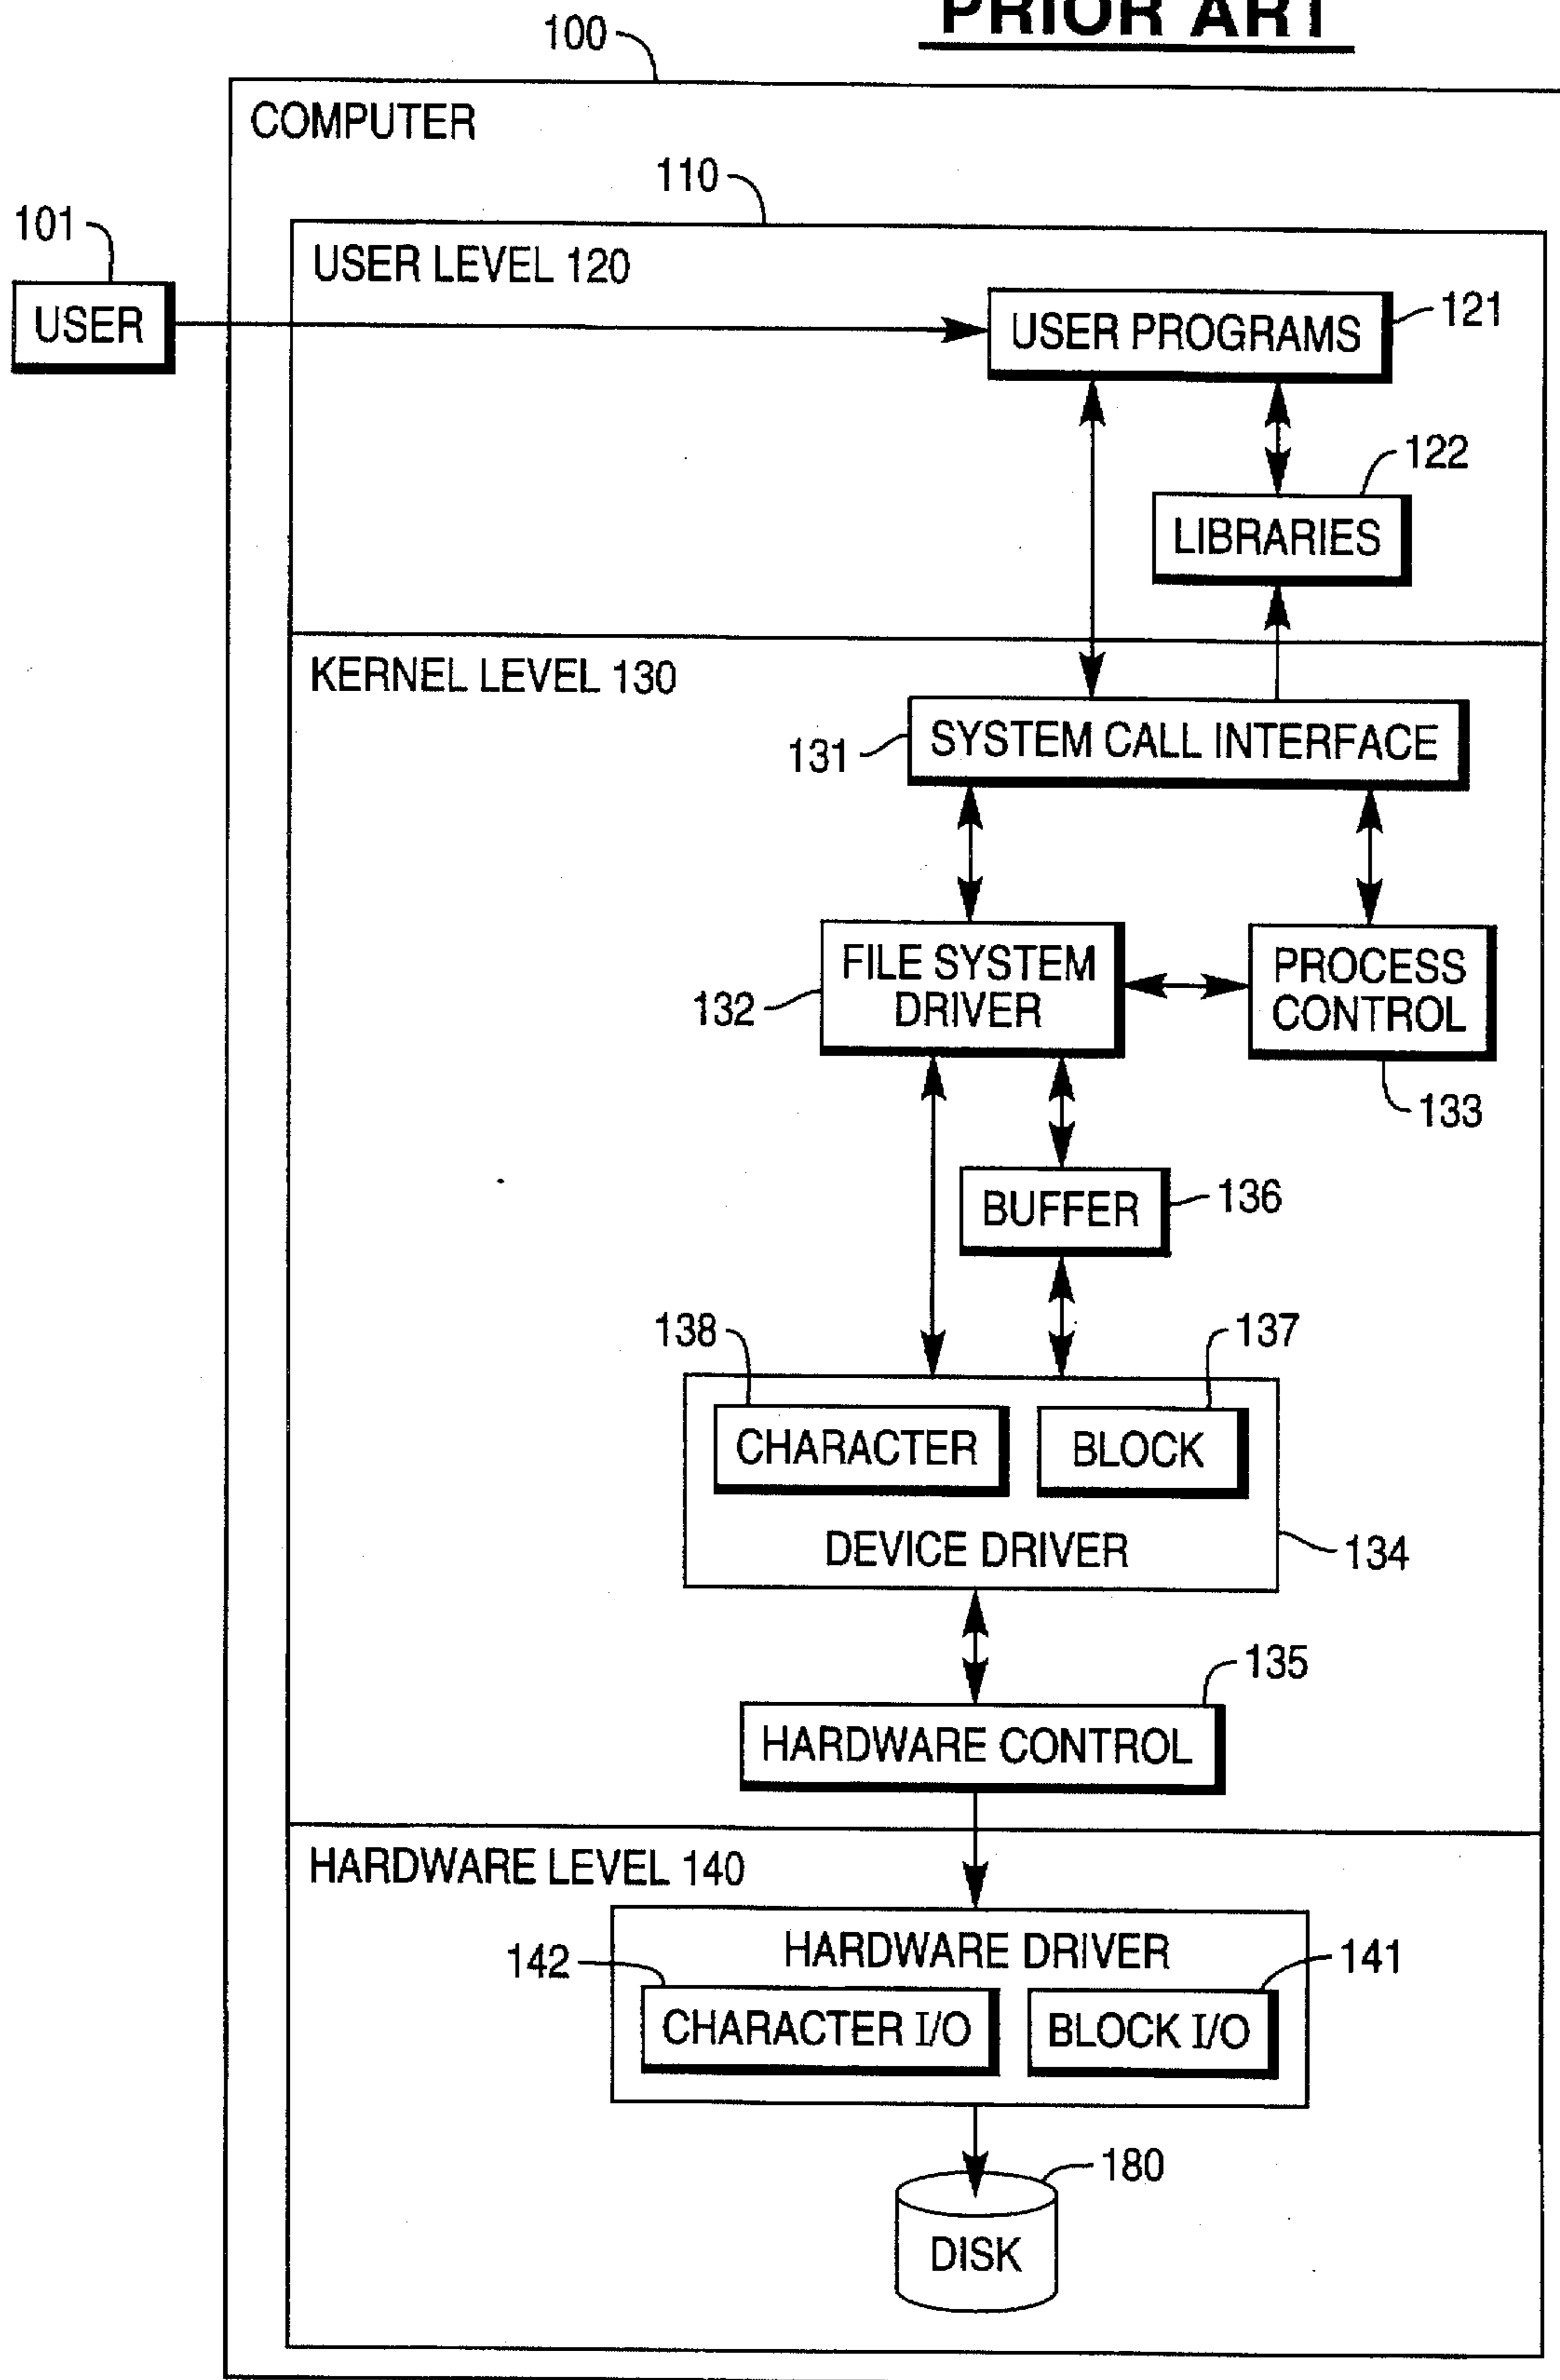 PRIOR ART
100
COMPUTER
110
101
USER LEVEL 120
USER
USER PROGRAMS
121
122
LIBRARIES
KERNEL LEVEL 130
SYSTEM CALL INTERFACE
131
FILE SYSTEM
DRIVER
PROCESS
CONTROL
132
133
BUFFER
136
138
137
CHARACTER
BLOCK
DEVICE DRIVER
134
135
HARDWARE CONTROL
HARDWARE LEVEL 140
HARDWARE DRIVER
142
141
CHARACTER I/O
BLOCK I/O
180
DISK